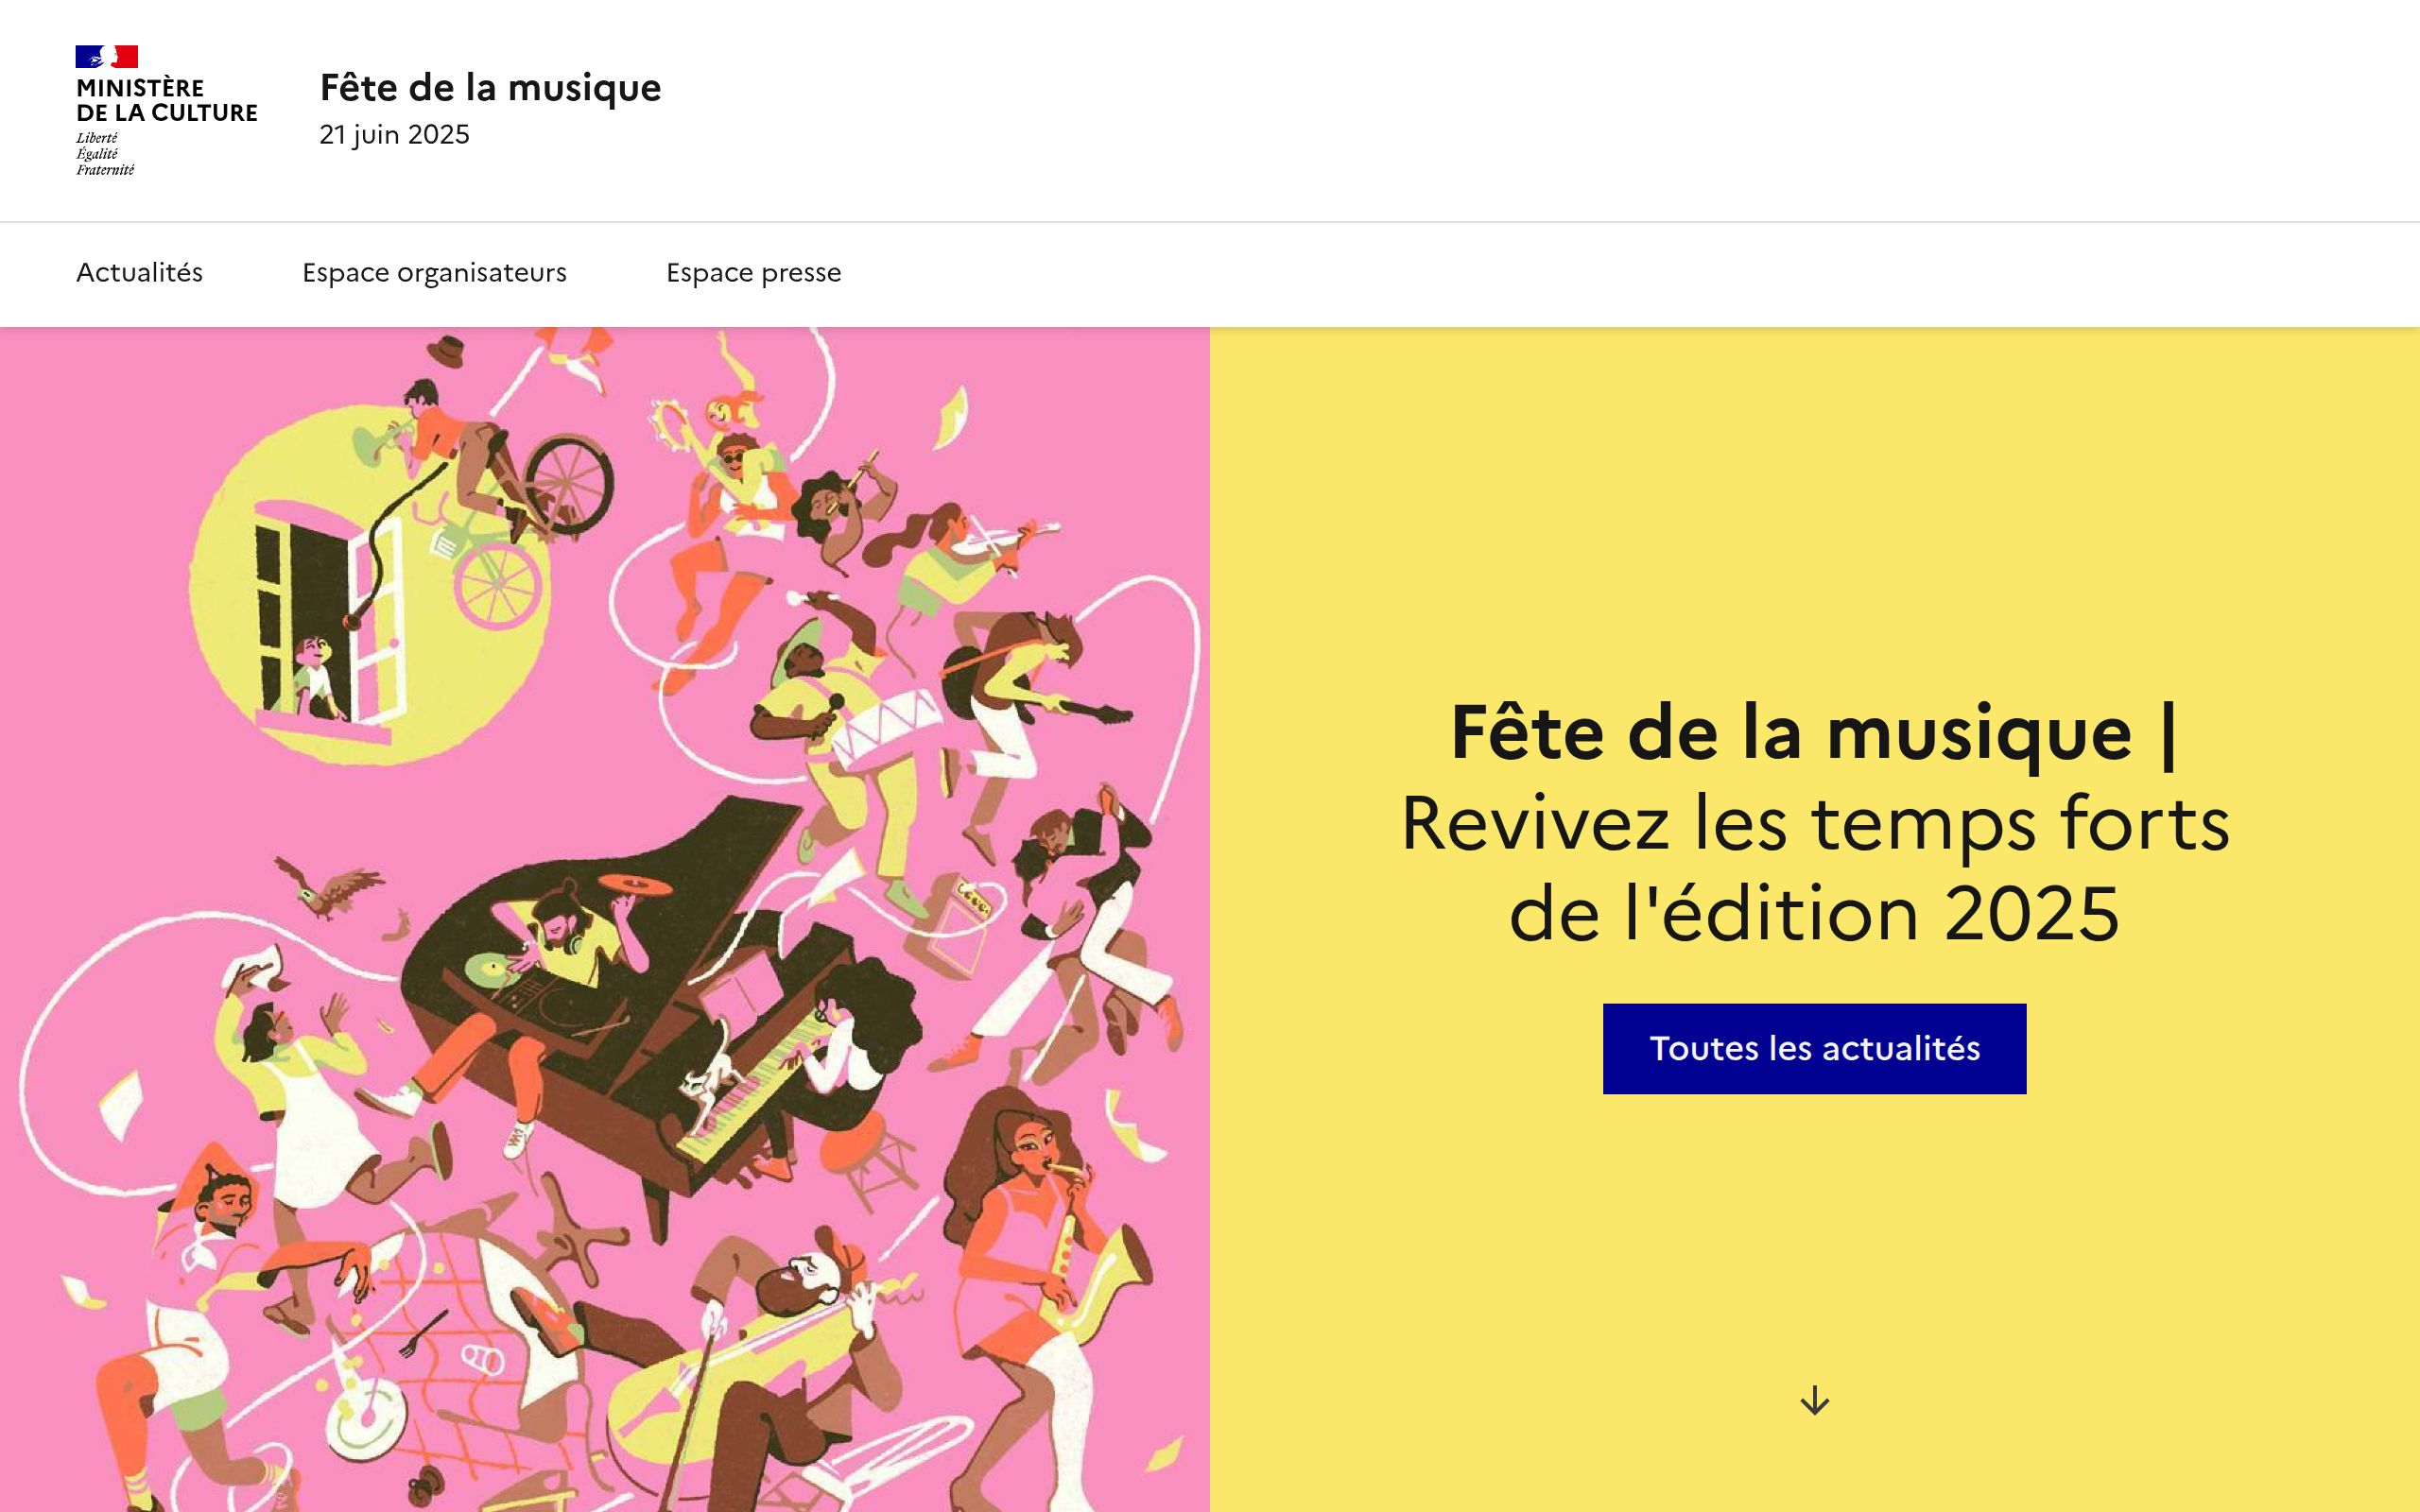 MINISTÈRE
DE LA CULTURE
Liberté
Égalité
Fraternité
Fête de la musique
21 juin 2025
Actualités
Espace organisateurs
Espace presse
Fête de la musique |
Revivez les temps forts
de l'édition 2025
Toutes les actualités